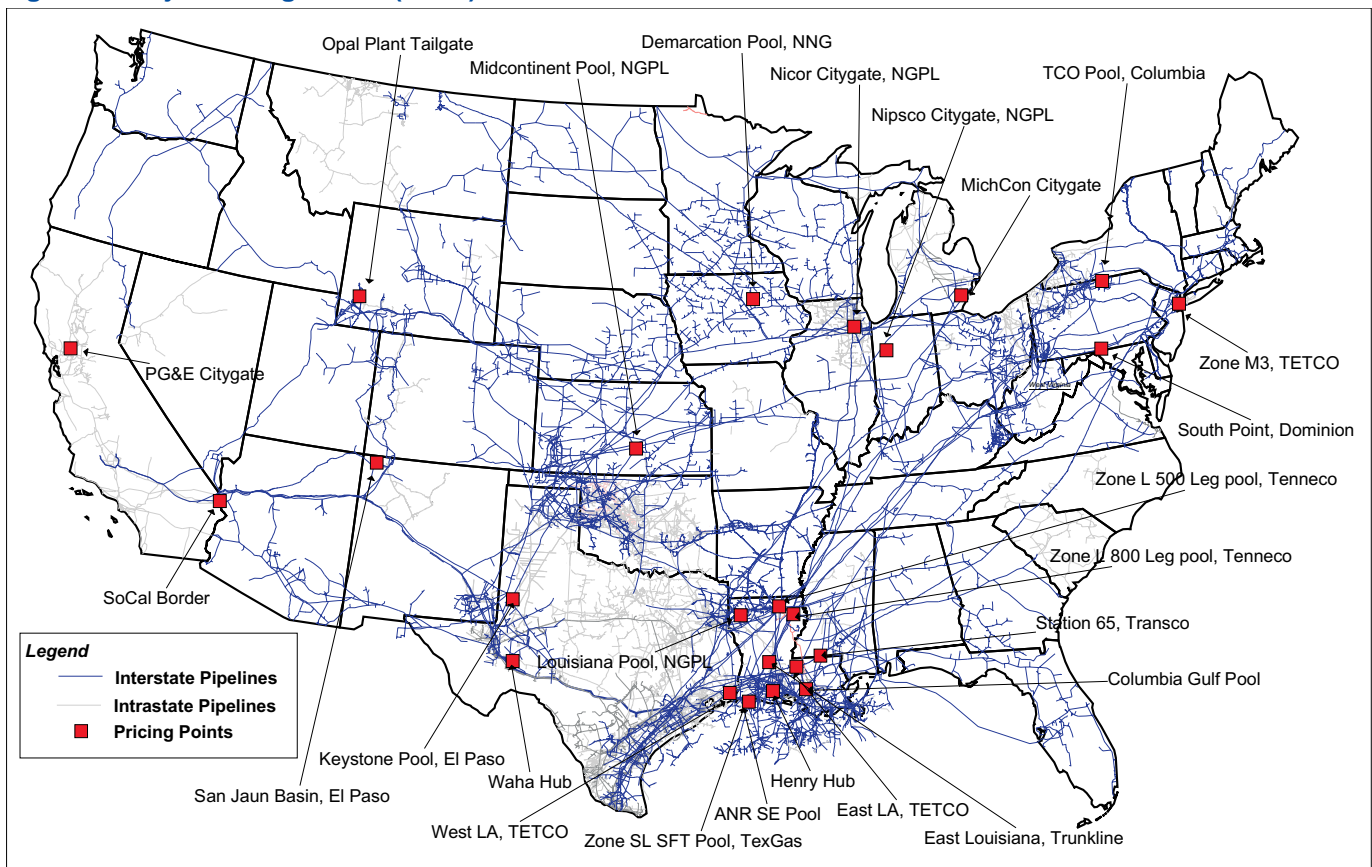 Opal Plant Tailgate
Demarcation Pool, NNG
Midcontinent Pool, NGPL
Nicor Citygate, NGPL
TCO Pool, Columbia
Nipsco Citygate, NGPL
MichCon Citygate
PG&E Citygate
Zone M3, TETCO
West Virginia
South Point, Dominion
Zone L 500 Leg pool, Tenneco
Zone L 800 Leg pool, Tenneco
SoCal Border
Station 65, Transco
Louisiana Pool, NGPL
Columbia Gulf Pool
Legend
Interstate Pipelines
Intrastate Pipelines
Pricing Points
Keystone Pool, El Paso
Waha Hub
Henry Hub
San Jaun Basin, El Paso
West LA, TETCO
ANR SE Pool
East LA, TETCO
Zone SL SFT Pool, TexGas
East Louisiana, Trunkline